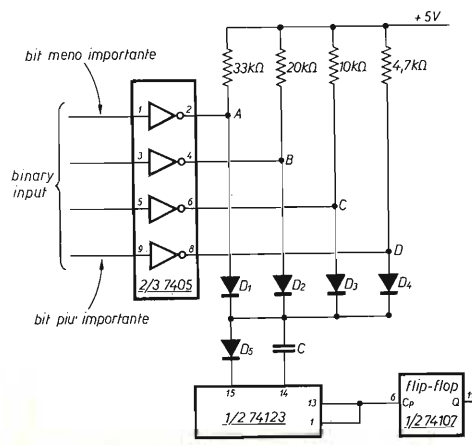 +5V
bit meno importante
33kΩ
20kΩ
10kΩ
4,7kΩ
1
2
A
binary
input
3
4
B
5
6
C
9
8
D
2/3 7405
D1
D2
D3
D4
bit piu' importante
D5
C
15
14
13
1
1/2 74123
6
flip-flop
CP
Q
1/2 74107